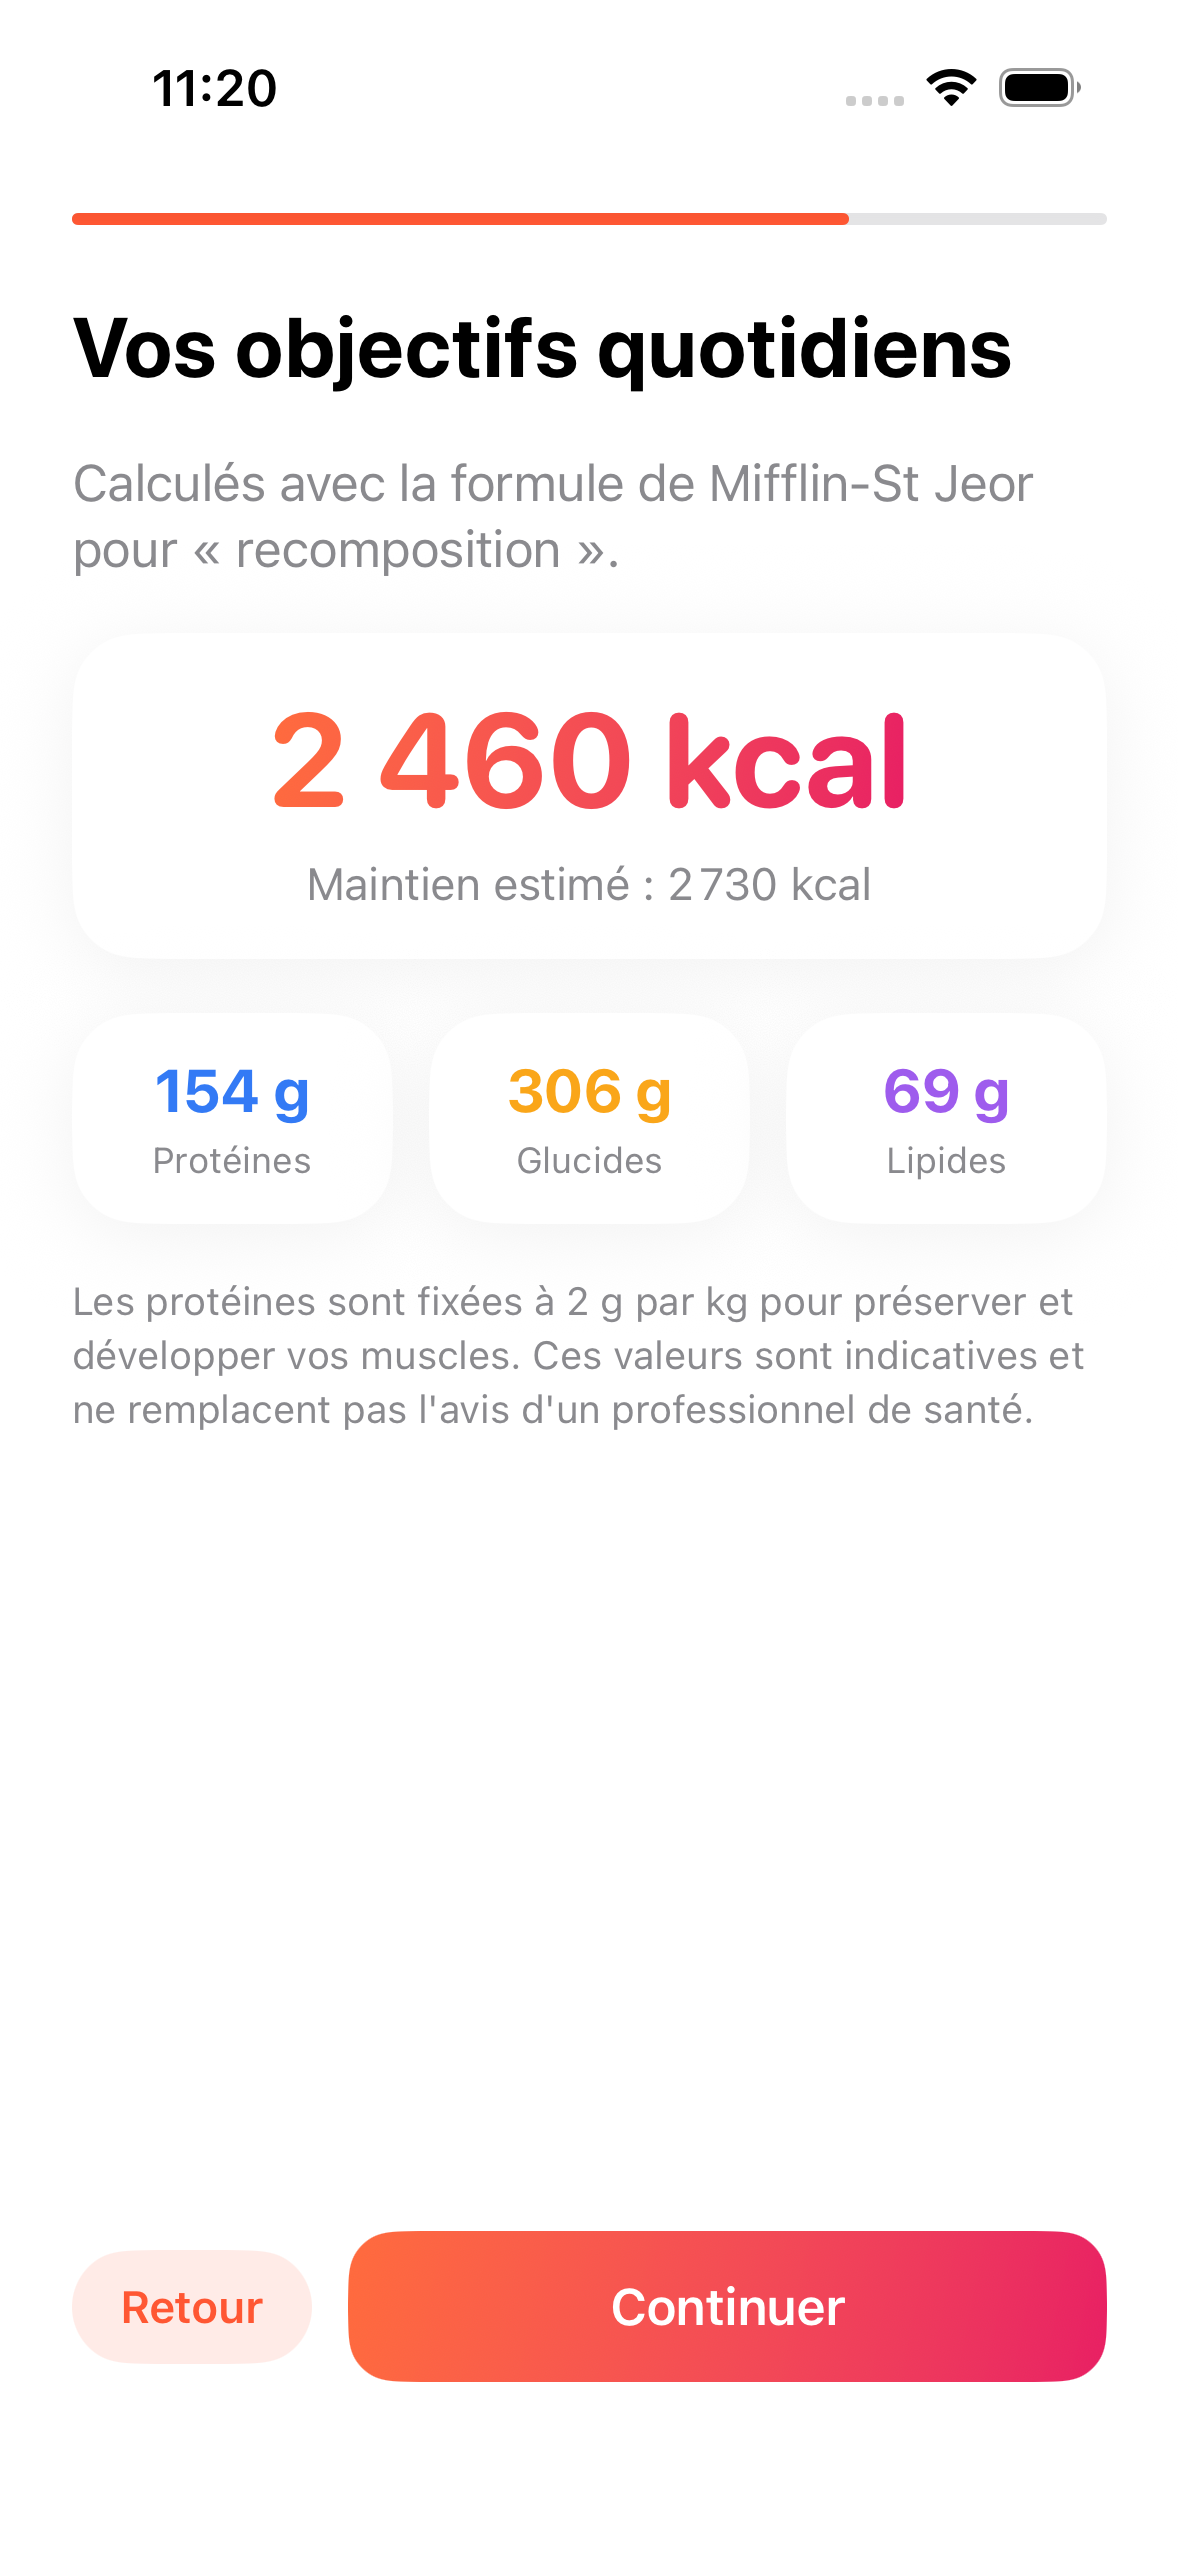 11:20
Vos objectifs quotidiens
Calculés avec la formule de Mifflin-St Jeor
pour « recomposition ».
2 460 kcal
Maintien estimé : 2 730 kcal
154 g
Protéines
306 g
Glucides
69 g
Lipides
Les protéines sont fixées à 2 g par kg pour préserver et
développer vos muscles. Ces valeurs sont indicatives et
ne remplacent pas l'avis d'un professionnel de santé.
Retour
Continuer